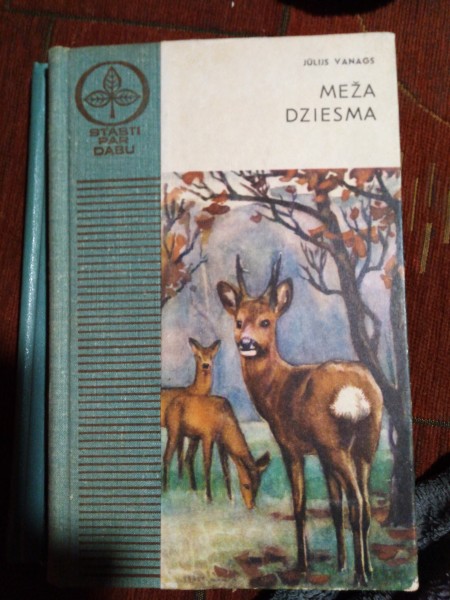 STĀSTI
PAR
DABU
JŪLIJS VANAGS
MEŽA
DZIESMA